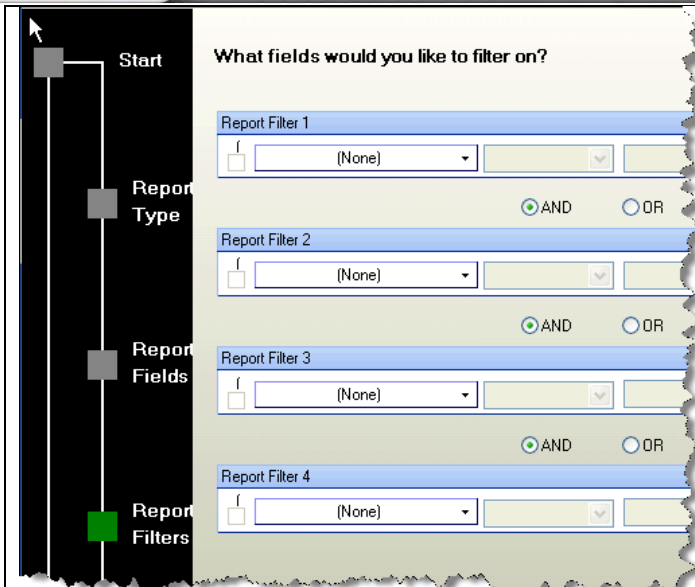 Start
What fields would you like to filter on?
Report Filter 1
(
(None)
Report
Type
AND
OR
Report Filter 2
(
(None)
AND
OR
Report
Fields
Report Filter 3
(
(None)
AND
OR
Report Filter 4
(
(None)
Report
Filters